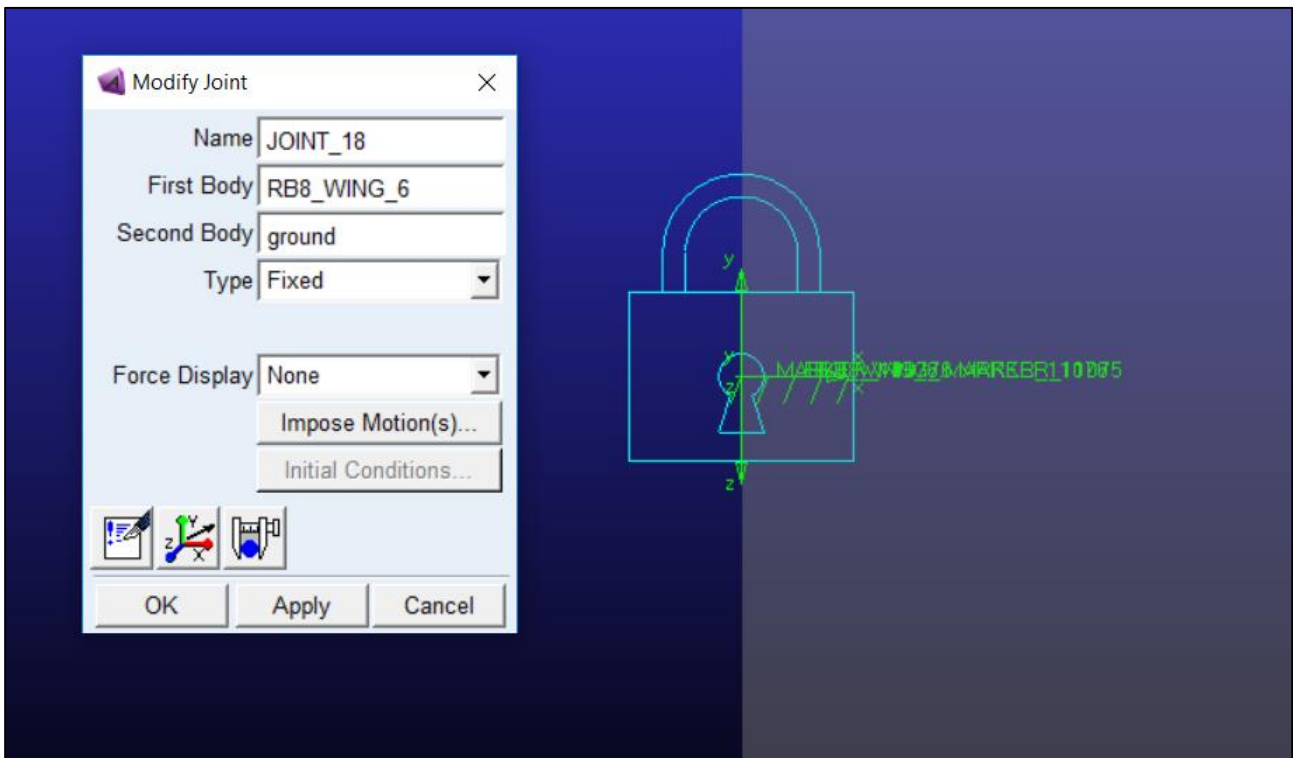 Modify Joint
Name JOINT_18
First Body RB8_WING_6
Second Body ground
Type Fixed
Force Display None
Impose Motion(s)...
Initial Conditions...
OK Apply Cancel
y
z